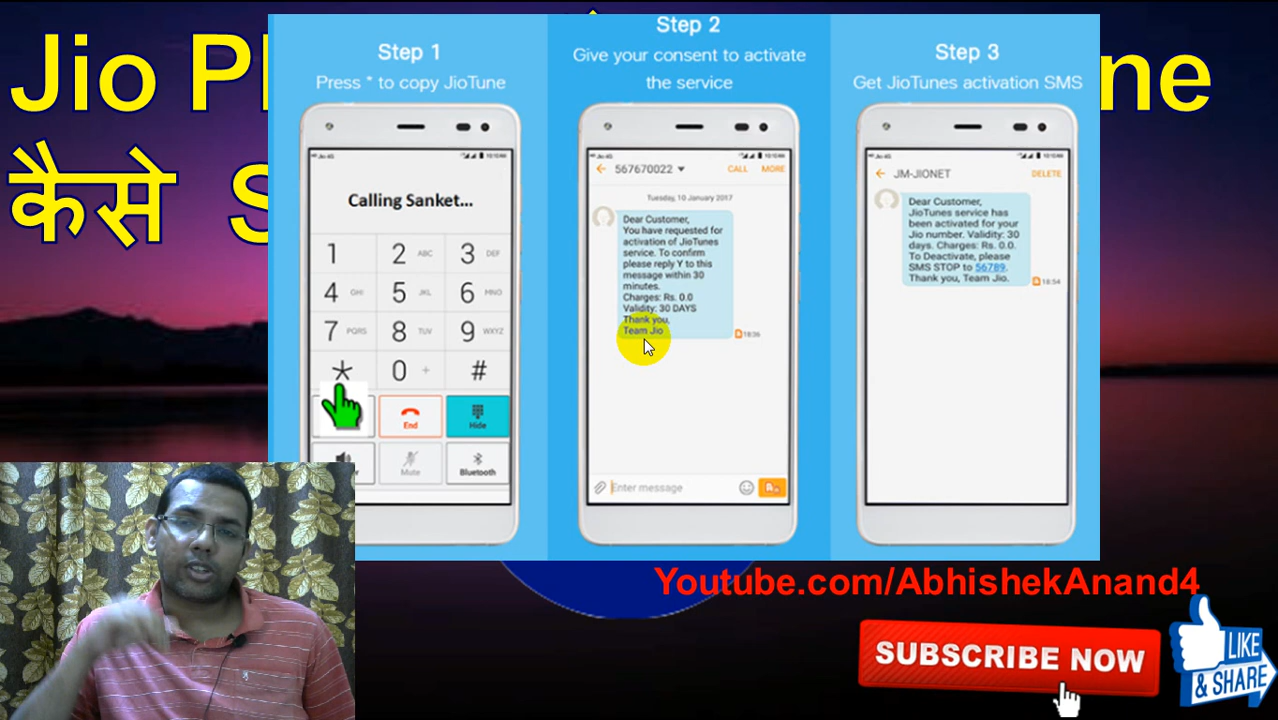 Jio P
ne
कैसे S
Step 1
Press * to copy JioTune
Calling Sanket...
1
2 ABC
3 DEF
4 GHI
5 JKL
6 MNO
7 PQRS
8 TUV
9 WXYZ
*
0 +
#
End
Hide
Mute
Bluetooth
Step 2
Give your consent to activate
the service
567670022
CALL
MORE
Tuesday, 10 January 2017
Dear Customer,
You have requested for
activation of JioTunes
service. To confirm
please reply Y to this
message within 30
minutes.
Charges: Rs. 0.0
Validity: 30 DAYS
Thank you,
Team Jio
18:36
Enter message
Step 3
Get JioTunes activation SMS
JM-JIONET
DELETE
Dear Customer,
JioTunes service has
been activated for your
Jio number. Validity: 30
days. Charges: Rs. 0.0.
To Deactivate, please
SMS STOP to 56789.
Thank you, Team Jio.
18:54
Youtube.com/AbhishekAnand4
SUBSCRIBE NOW
LIKE
& SHARE